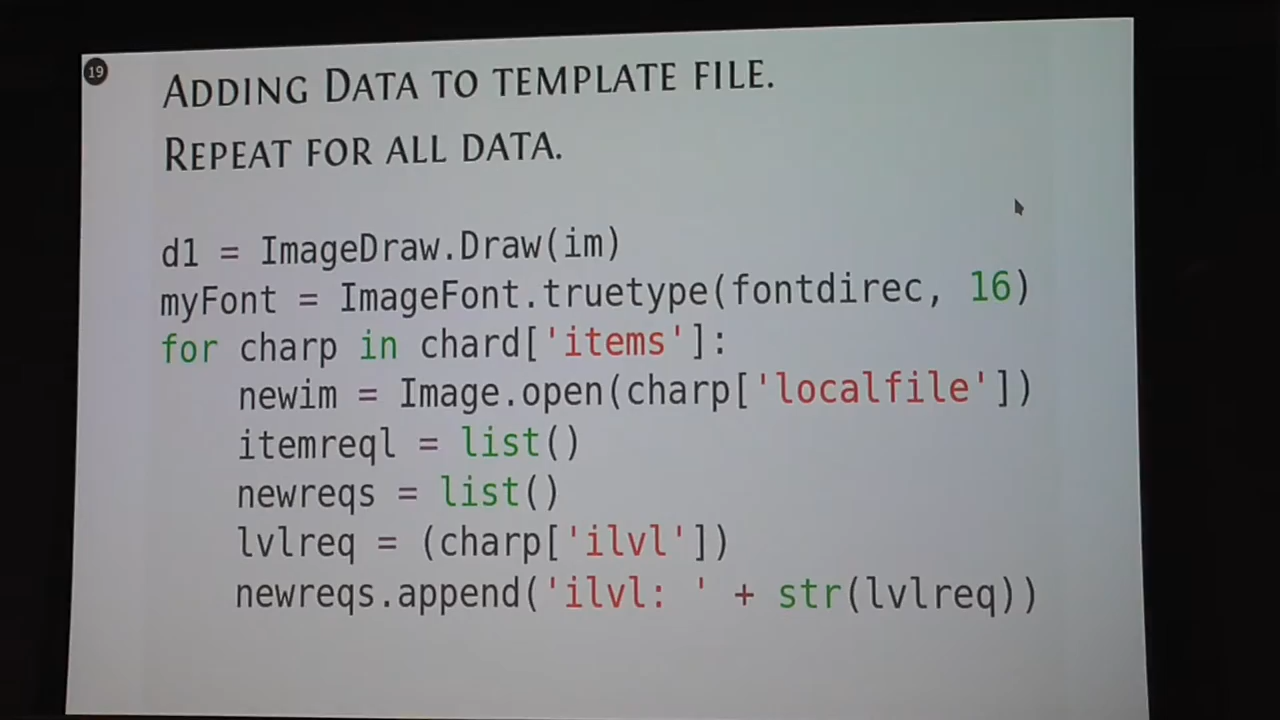 19
ADDING DATA TO TEMPLATE FILE.
REPEAT FOR ALL DATA.
d1 = ImageDraw.Draw(im)
myFont = ImageFont.truetype(fontdirec, 16)
for charp in chard['items']:
    newim = Image.open(charp['localfile'])
    itemreql = list()
    newreqs = list()
    lvlreq = (charp['ilvl'])
    newreqs.append('ilvl: ' + str(lvlreq))